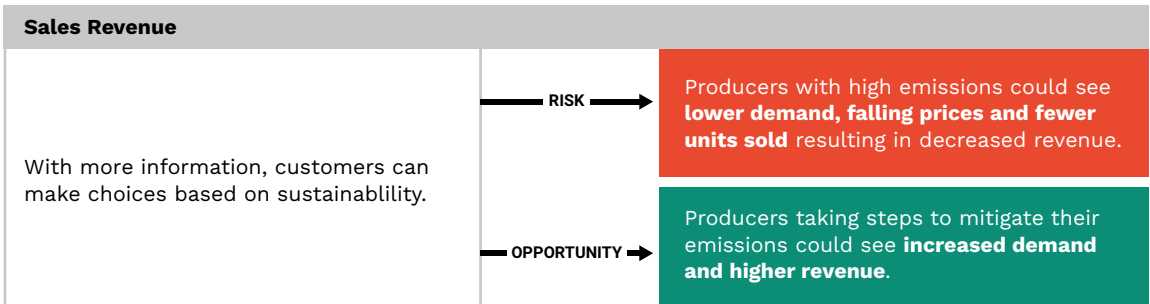 Sales Revenue
With more information, customers can
make choices based on sustainablility.
RISK
Producers with high emissions could see
lower demand, falling prices and fewer
units sold resulting in decreased revenue.
OPPORTUNITY
Producers taking steps to mitigate their
emissions could see increased demand
and higher revenue.